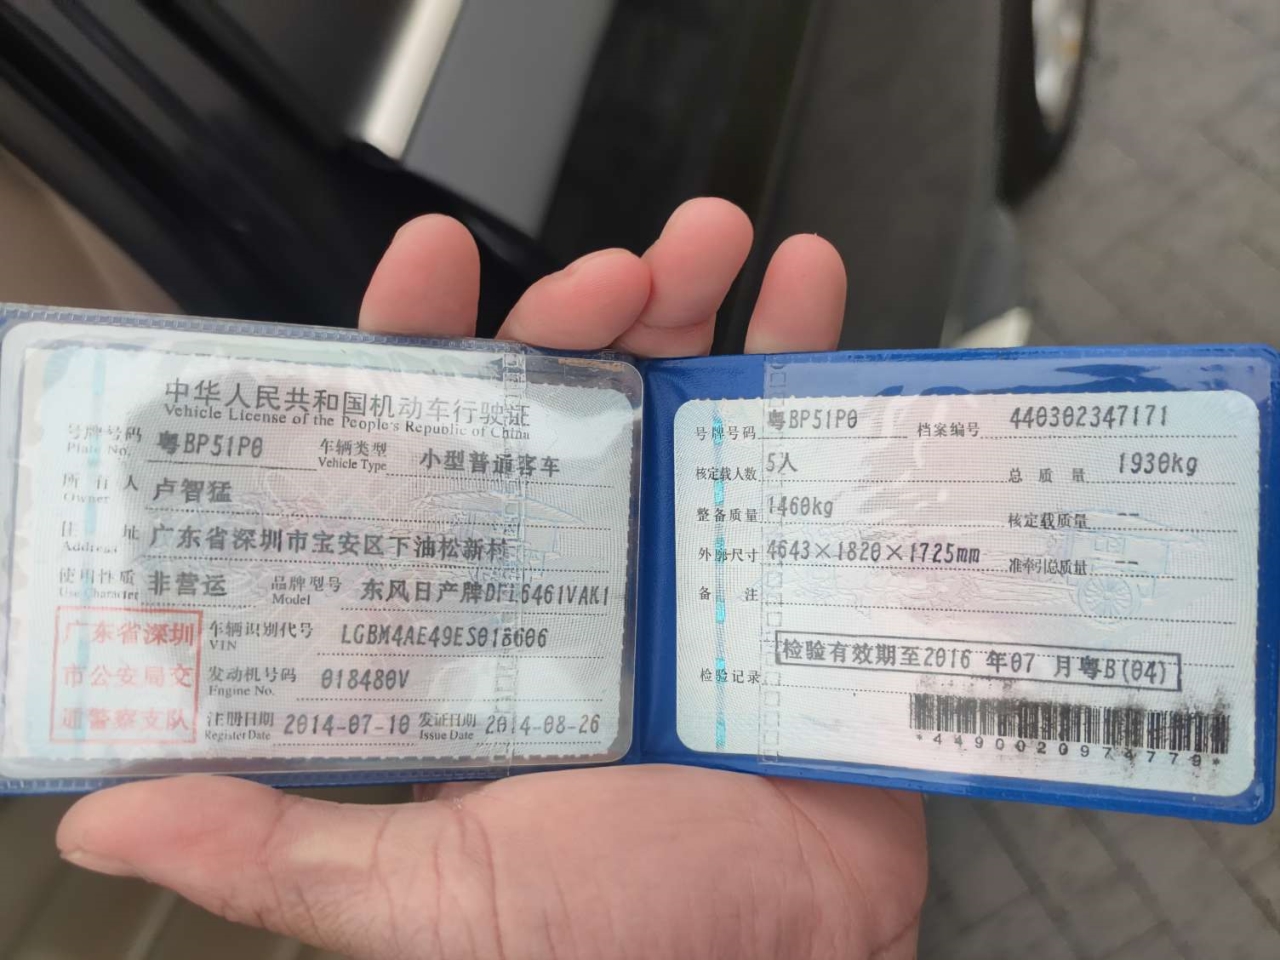 中华人民共和国机动车行驶证
Vehicle License of the People's Republic of China
号牌号码 粤BP51P0 车辆类型 小型普通客车
Plate No. Vehicle Type
所有人 卢智猛
Owner
住址 广东省深圳市宝安区下油松新村
Address
使用性质 非营运 品牌型号 东风日产牌DFL6461VAK1
Use Character Model
广东省深圳
市公安局交
通警察支队
车辆识别代号 LGBM4AE49ES018606
VIN
发动机号码 018480V
Engine No.
注册日期 2014-07-10 发证日期 2014-08-26
Register Date Issue Date
号牌号码 粤BP51P0 档案编号 440302347171
核定载人数 5人 总质量 1930kg
整备质量 1460kg 核定载质量 --
外廓尺寸 4643×1820×1725mm 准牵引总质量 --
备注
检验记录 检验有效期至2016 年07 月粤B(04)
*4490020974779*